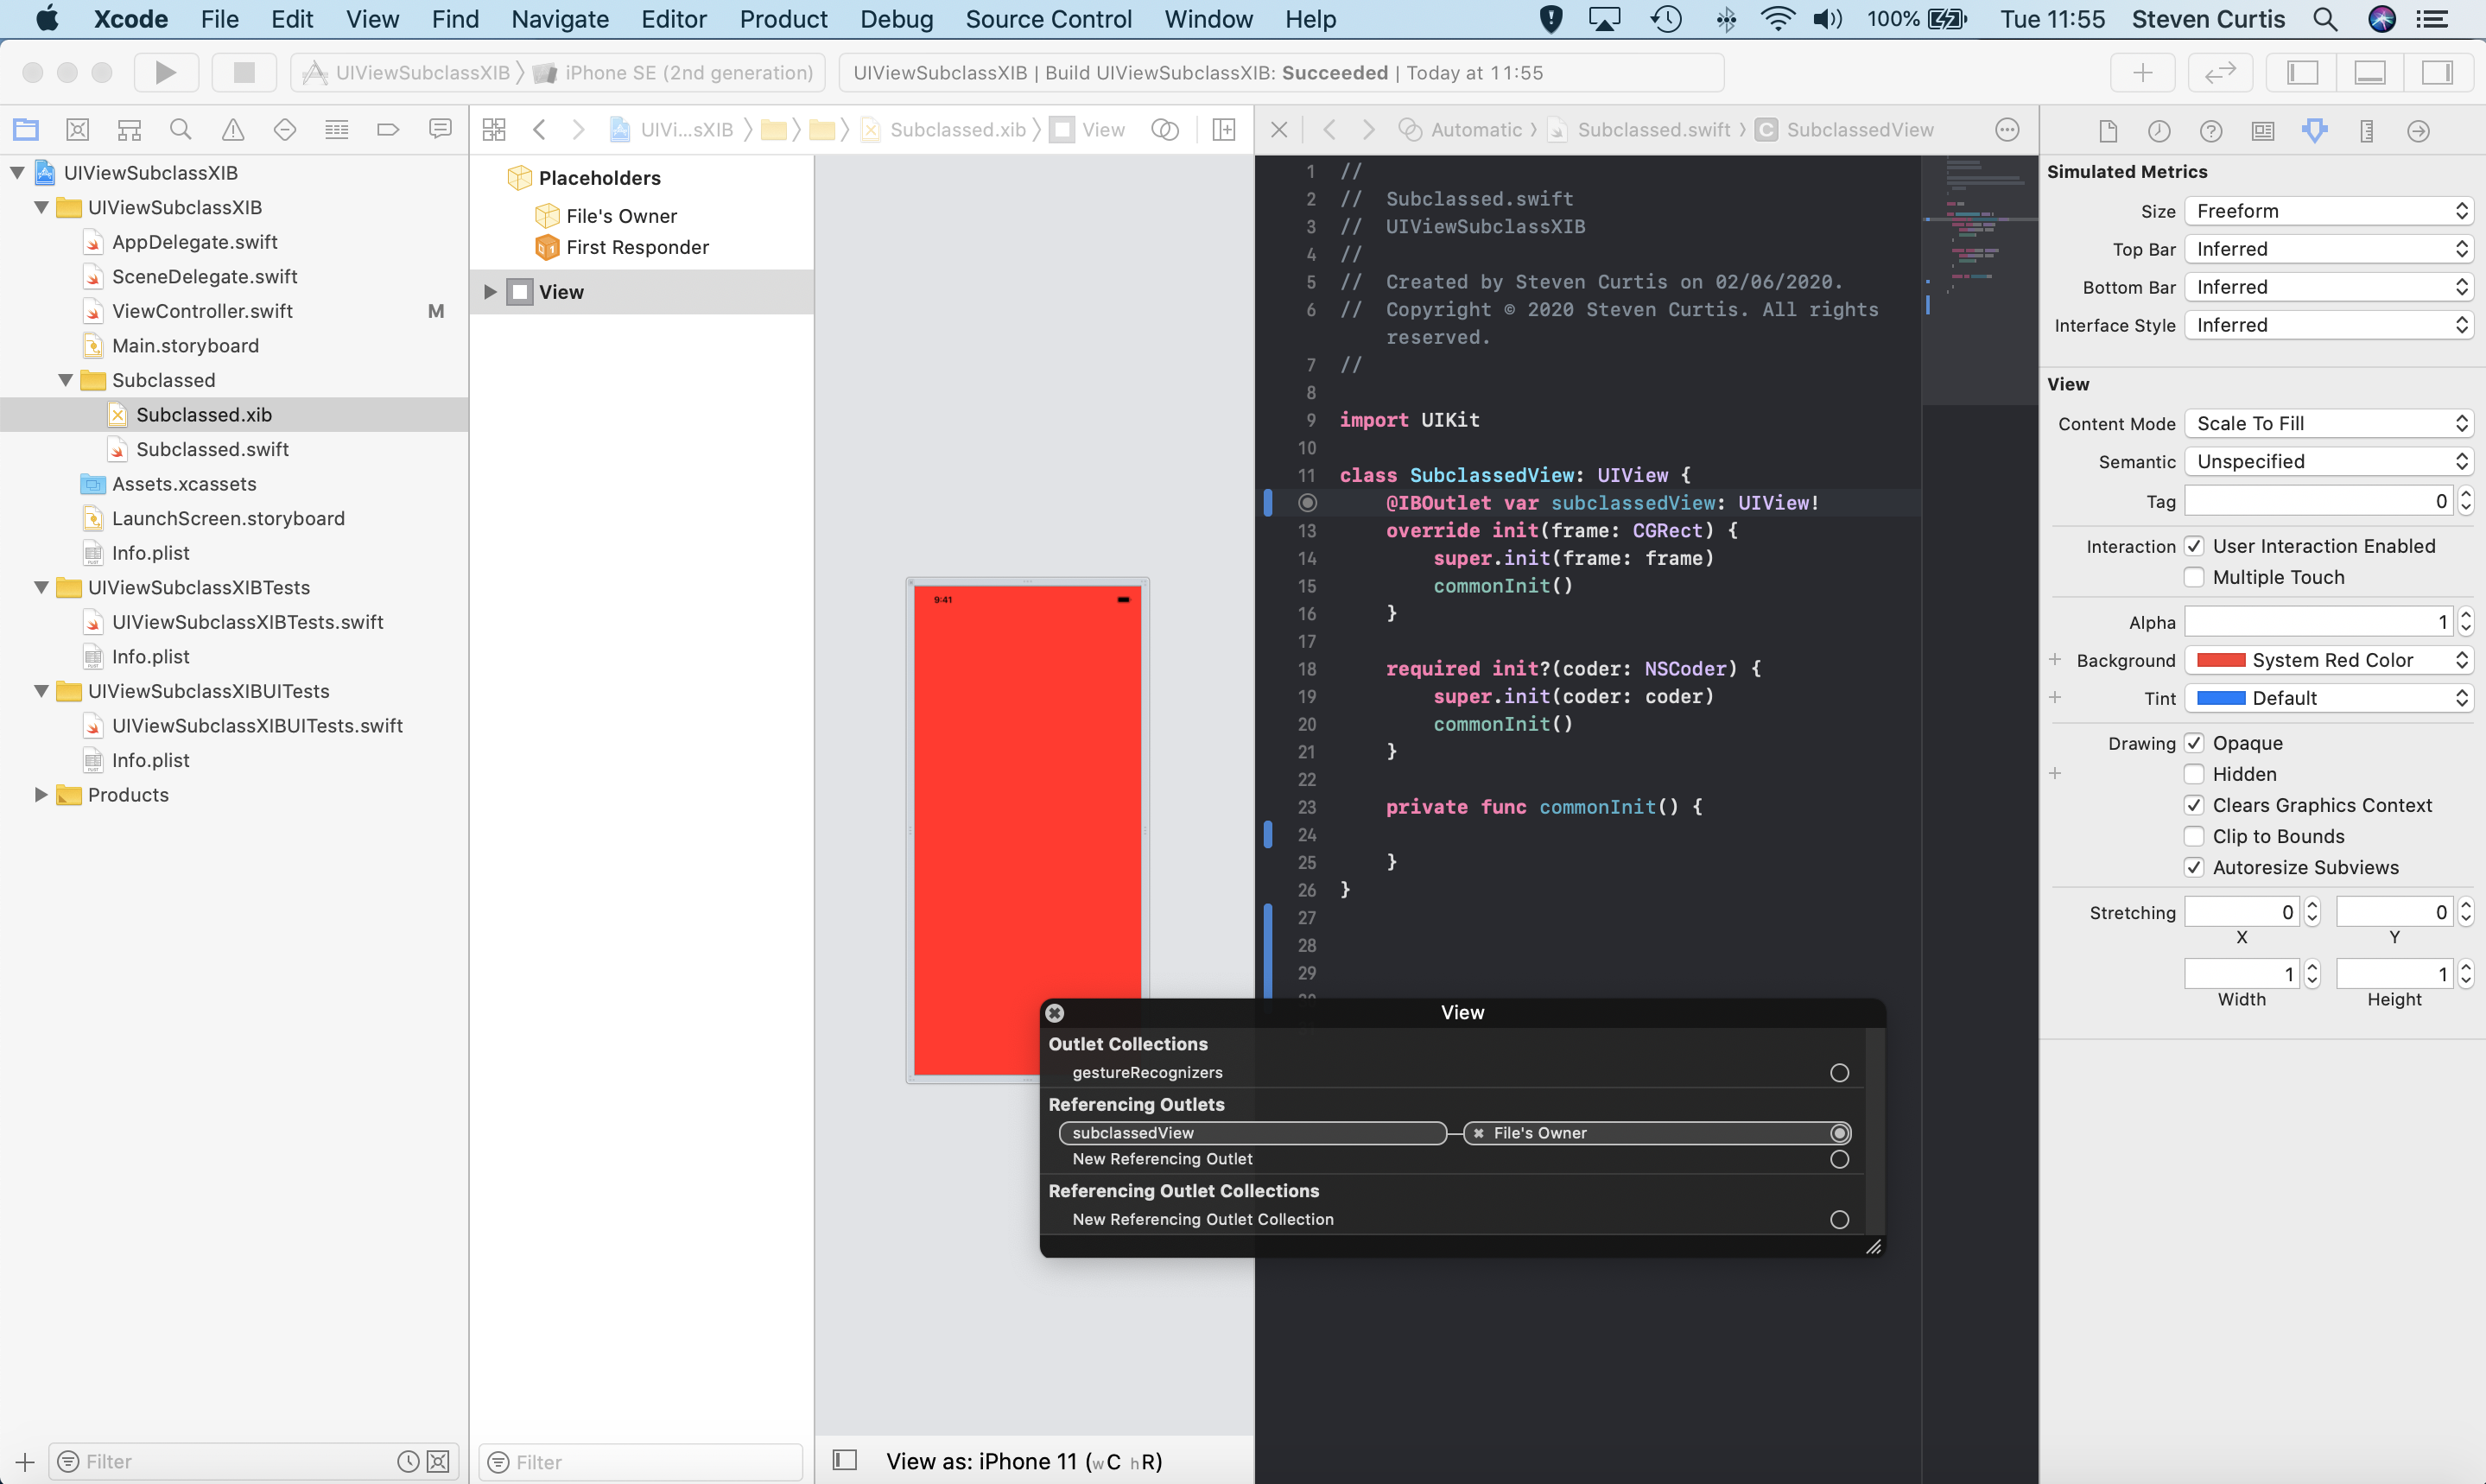 Xcode File Edit View Find Navigate Editor Product Debug Source Control Window Help 100% Tue 11:55 Steven Curtis
UIViewSubclassXIB iPhone SE (2nd generation) UIViewSubclassXIB | Build UIViewSubclassXIB: Succeeded | Today at 11:55
UIVi...sXIB Subclassed.xib View
Automatic Subclassed.swift C SubclassedView
UIViewSubclassXIB
UIViewSubclassXIB
AppDelegate.swift
SceneDelegate.swift
ViewController.swift M
Main.storyboard
Subclassed
Subclassed.xib
Subclassed.swift
Assets.xcassets
LaunchScreen.storyboard
Info.plist
UIViewSubclassXIBTests
UIViewSubclassXIBTests.swift
Info.plist
UIViewSubclassXIBUITests
UIViewSubclassXIBUITests.swift
Info.plist
Products
Filter
Placeholders
File's Owner
First Responder
View
Filter
9:41
View as: iPhone 11 (wC hR)
1 //
2 //  Subclassed.swift
3 //  UIViewSubclassXIB
4 //
5 //  Created by Steven Curtis on 02/06/2020.
6 //  Copyright © 2020 Steven Curtis. All rights
reserved.
7 //
8
9 import UIKit
10
11 class SubclassedView: UIView {
@IBOutlet var subclassedView: UIView!
13 override init(frame: CGRect) {
14 super.init(frame: frame)
15 commonInit()
16 }
17
18 required init?(coder: NSCoder) {
19 super.init(coder: coder)
20 commonInit()
21 }
22
23 private func commonInit() {
24
25 }
26 }
27
28
29
View
Outlet Collections
gestureRecognizers
Referencing Outlets
subclassedView File's Owner
New Referencing Outlet
Referencing Outlet Collections
New Referencing Outlet Collection
Simulated Metrics
Size Freeform
Top Bar Inferred
Bottom Bar Inferred
Interface Style Inferred
View
Content Mode Scale To Fill
Semantic Unspecified
Tag 0
Interaction User Interaction Enabled
Multiple Touch
Alpha 1
Background System Red Color
Tint Default
Drawing Opaque
Hidden
Clears Graphics Context
Clip to Bounds
Autoresize Subviews
Stretching 0 0
X Y
1 1
Width Height